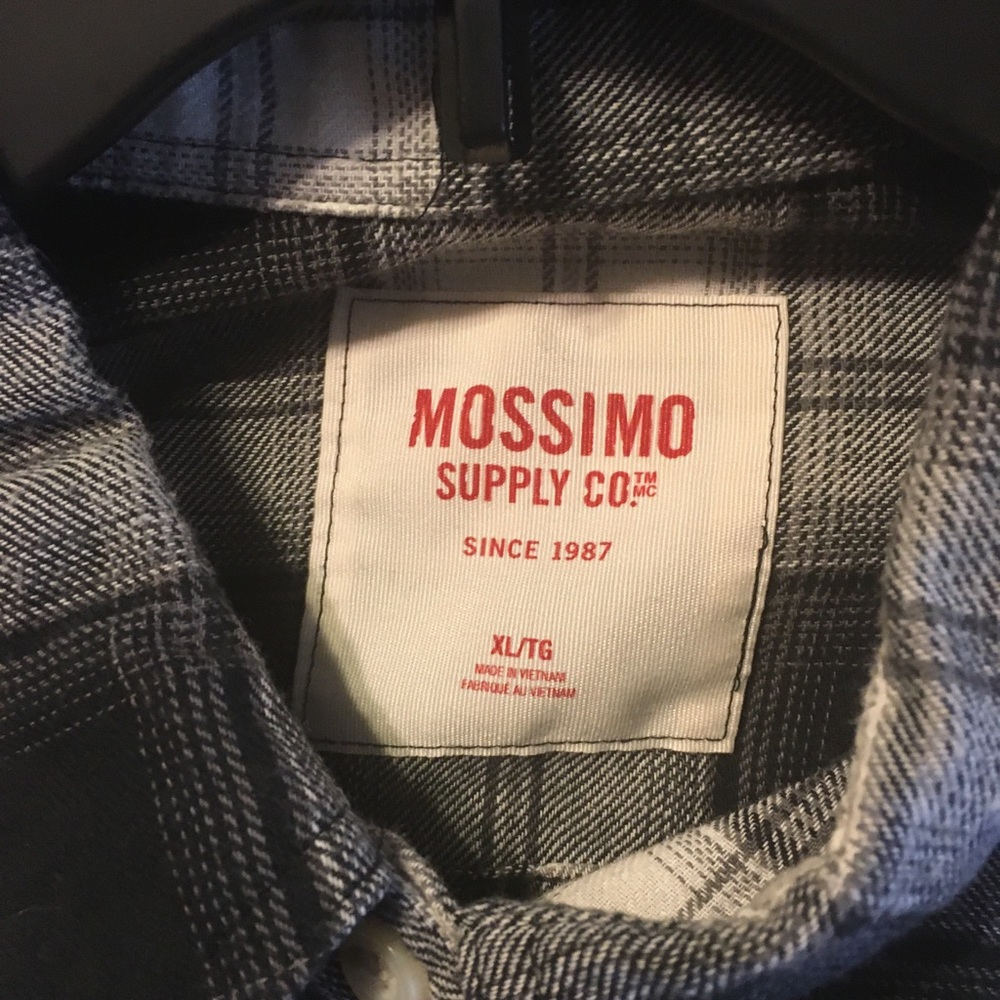 MOSSIMO
SUPPLY CO.™ MC
SINCE 1987
XL/TG
MADE IN VIETNAM
FABRIQUÉ AU VIETNAM